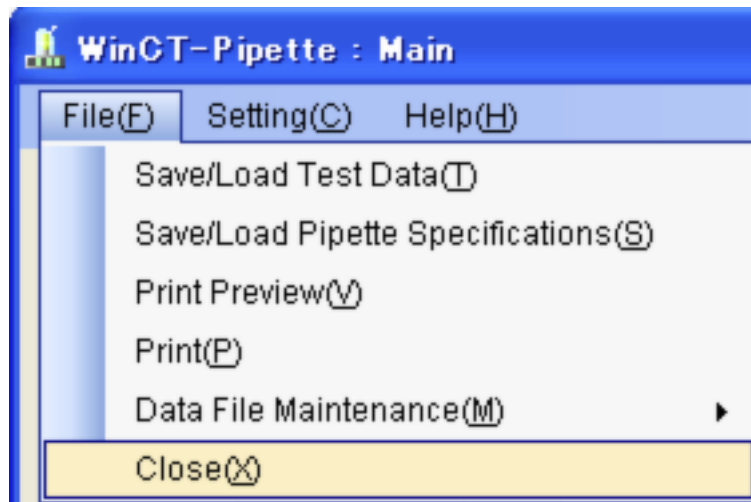 WinCT-Pipette : Main
File(F) Setting(C) Help(H)
Save/Load Test Data(T)
Save/Load Pipette Specifications(S)
Print Preview(V)
Print(P)
Data File Maintenance(M)
Close(X)